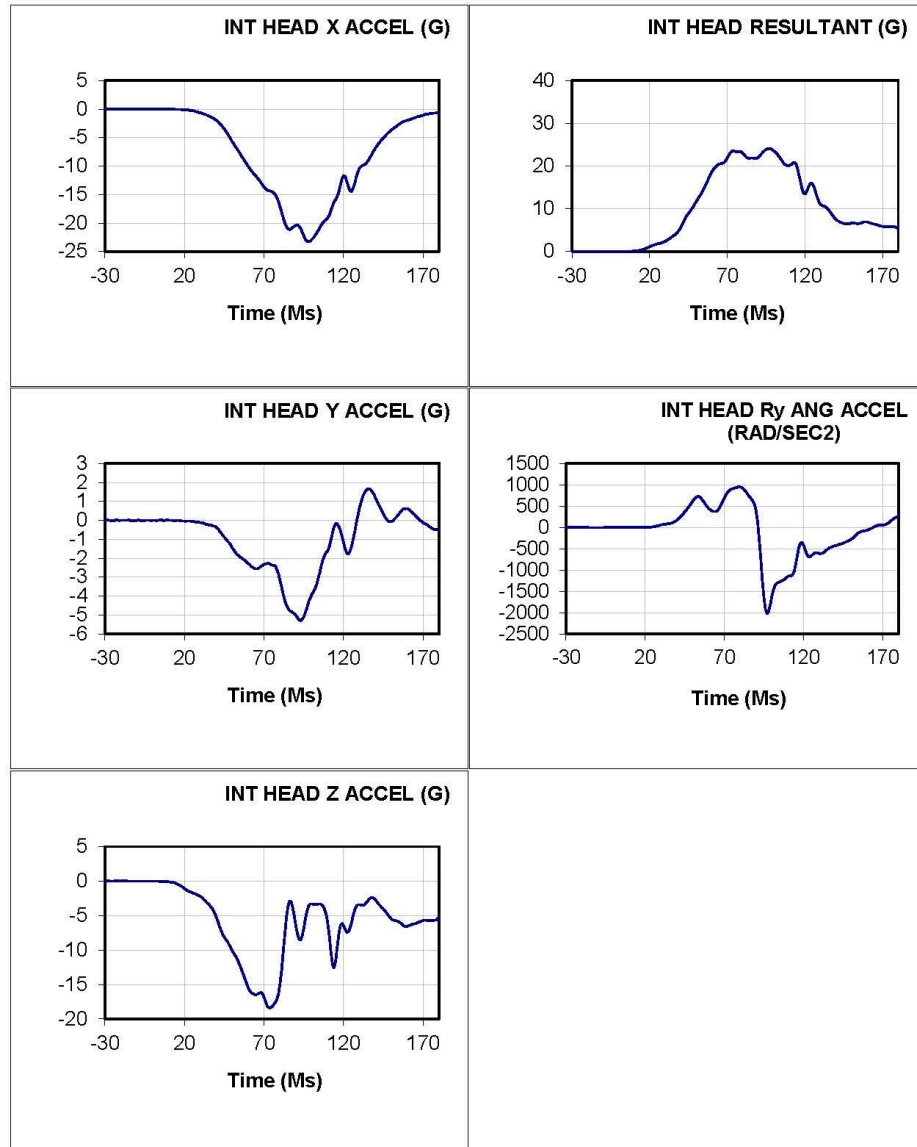 INT HEAD X ACCEL (G)
5
0
-5
-10
-15
-20
-25
-30 20 70 120 170
Time (Ms)
INT HEAD RESULTANT (G)
40
30
20
10
0
-30 20 70 120 170
Time (Ms)
INT HEAD Y ACCEL (G)
3
2
1
0
-1
-2
-3
-4
-5
-6
-30 20 70 120 170
Time (Ms)
INT HEAD Ry ANG ACCEL
(RAD/SEC2)
1500
1000
500
0
-500
-1000
-1500
-2000
-2500
-30 20 70 120 170
Time (Ms)
INT HEAD Z ACCEL (G)
5
0
-5
-10
-15
-20
-30 20 70 120 170
Time (Ms)